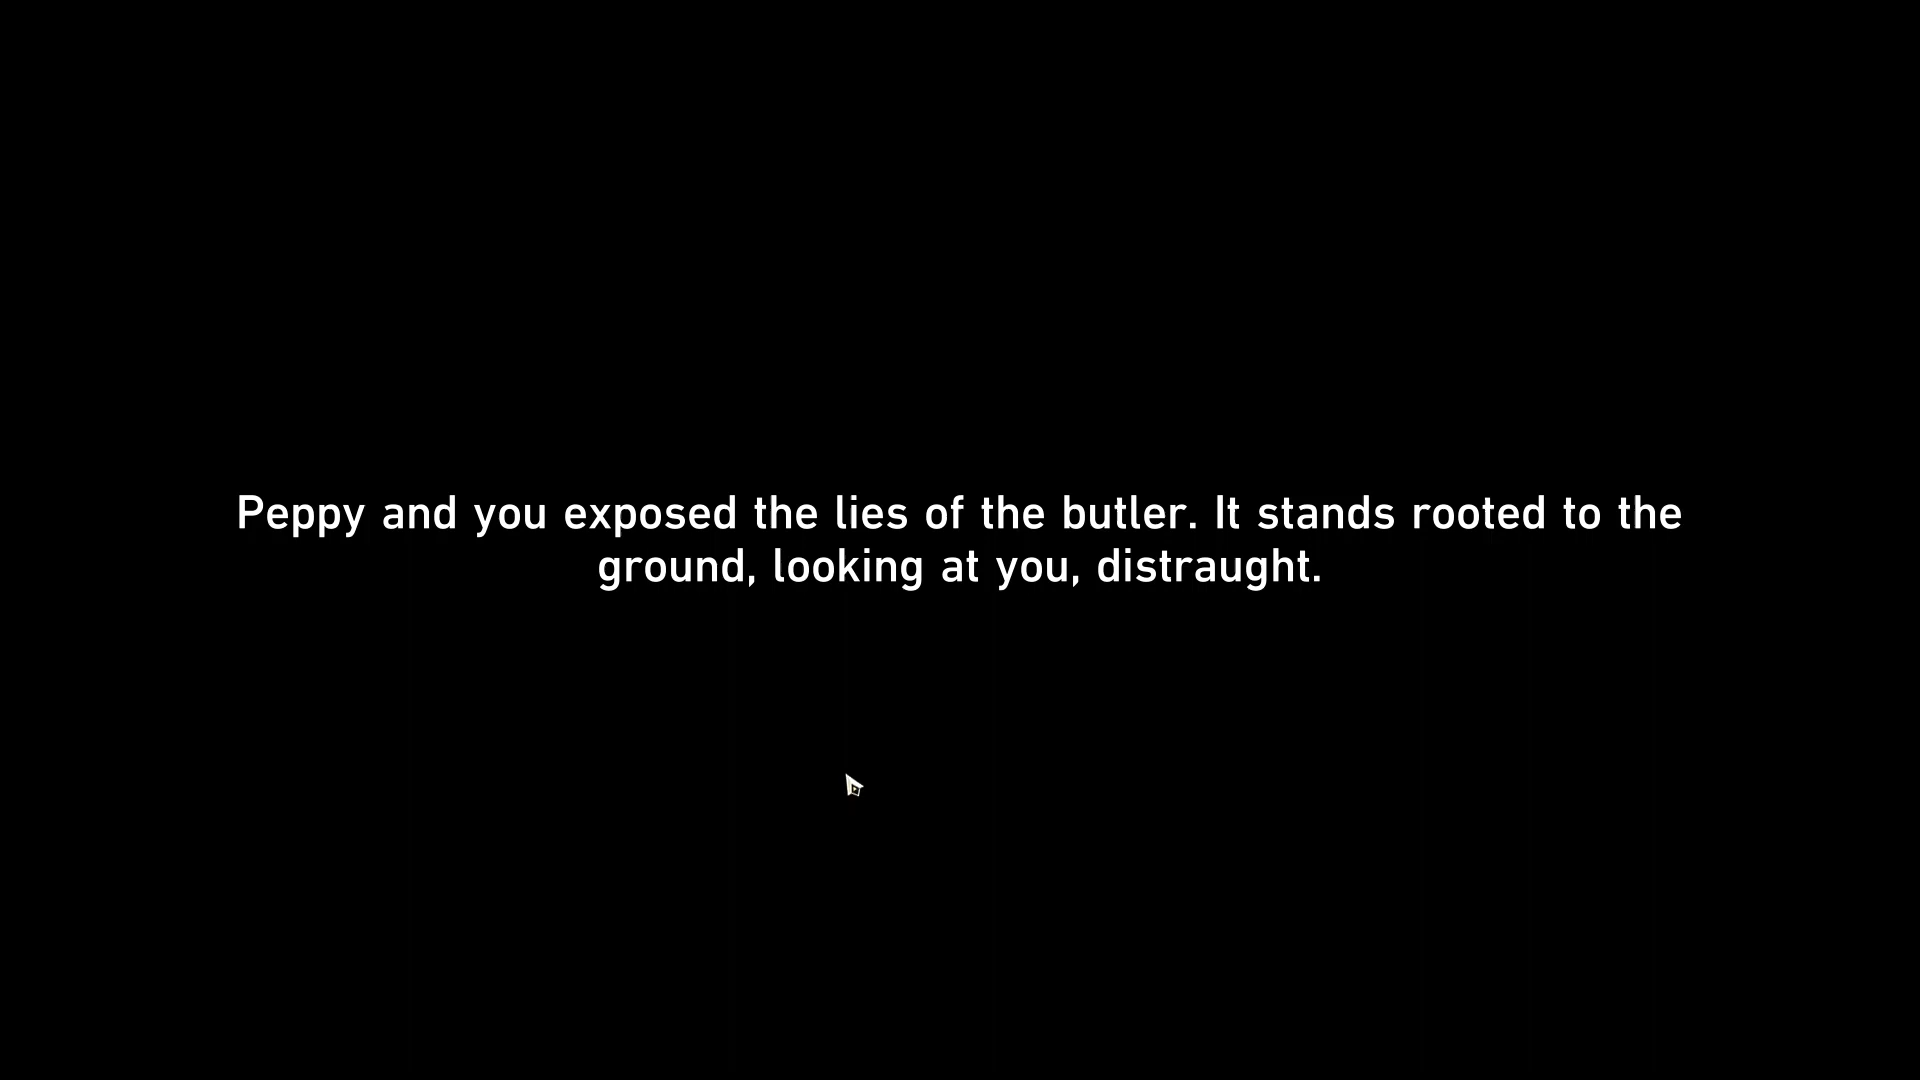 Peppy and you exposed the lies of the butler. It stands rooted to the
ground, looking at you, distraught.